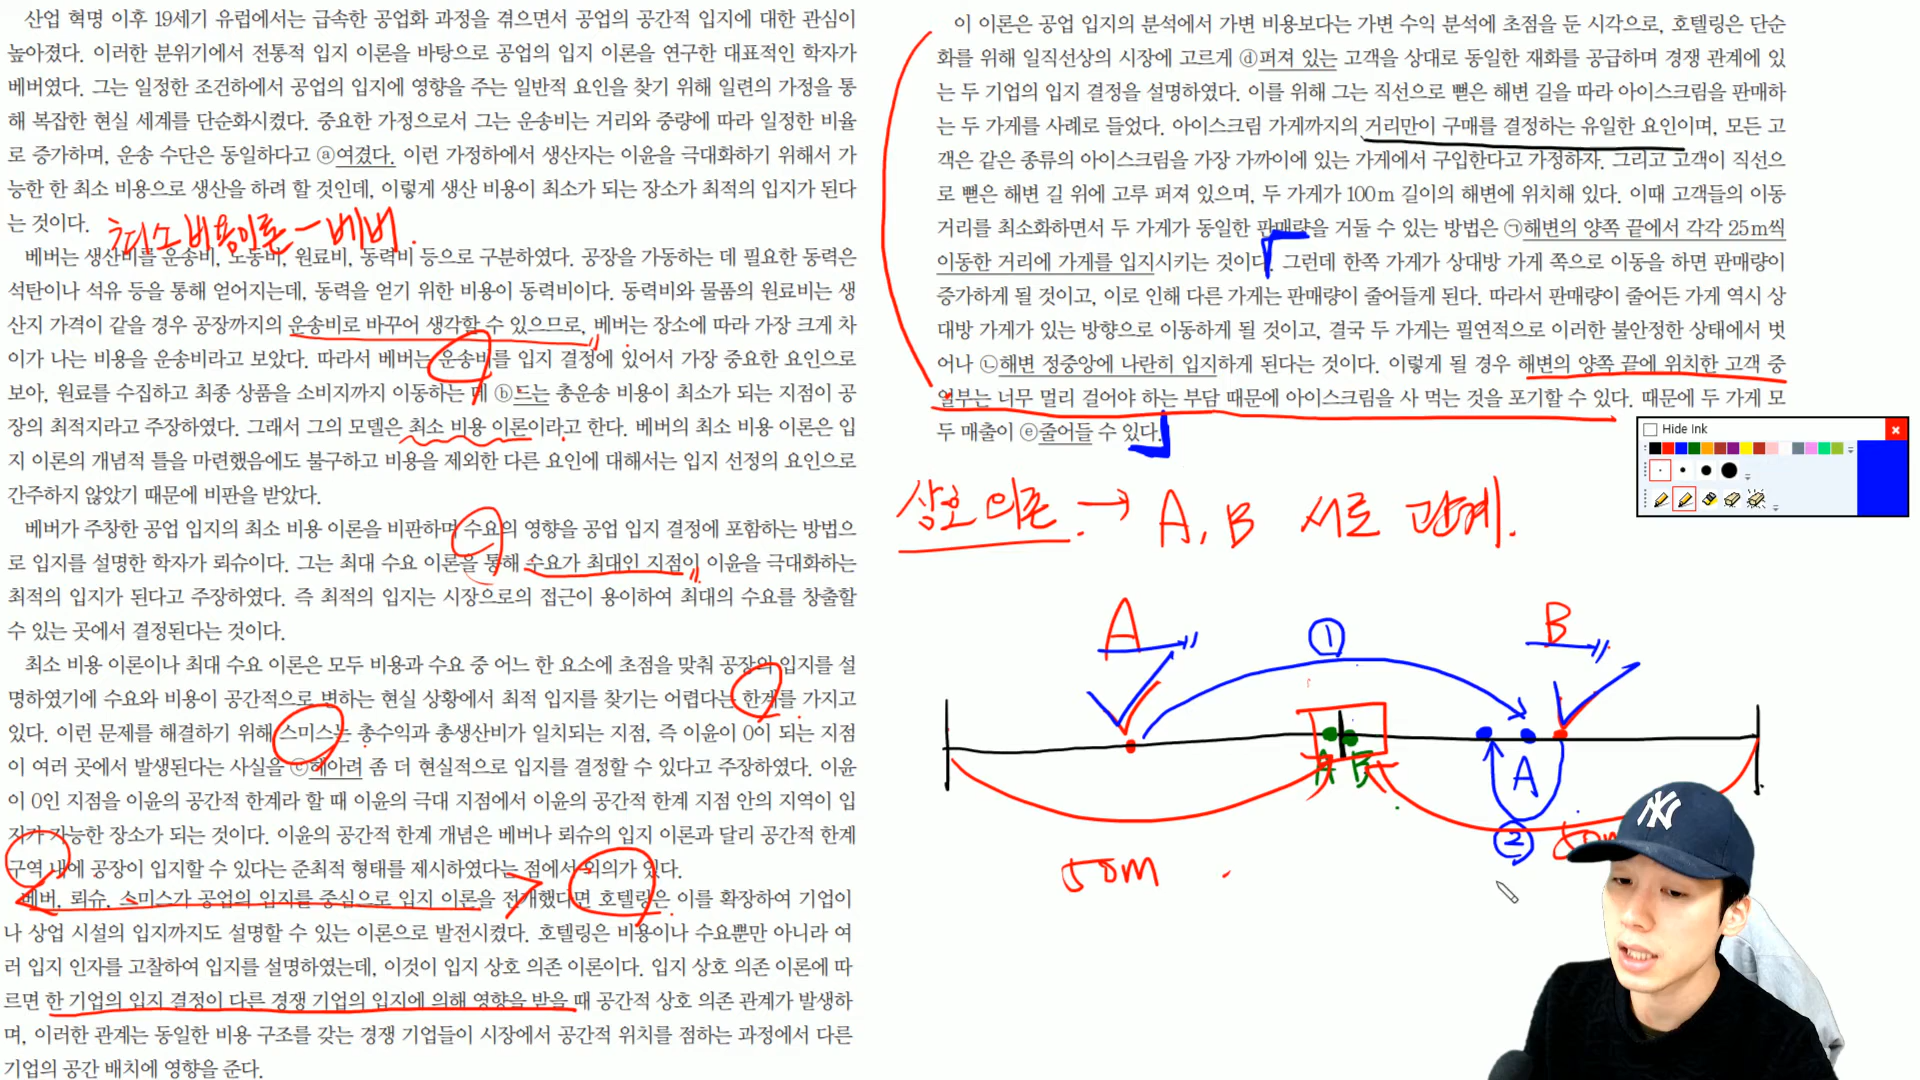 산업 혁명 이후 19세기 유럽에서는 급속한 공업화 과정을 겪으면서 공업의 공간적 입지에 대한 관심이
높아졌다. 이러한 분위기에서 전통적 입지 이론을 바탕으로 공업의 입지 이론을 연구한 대표적인 학자가
베버였다. 그는 일정한 조건하에서 공업의 입지에 영향을 주는 일반적 요인을 찾기 위해 일련의 가정을 통
해 복잡한 현실 세계를 단순화시켰다. 중요한 가정으로서 그는 운송비는 거리와 중량에 따라 일정한 비율
로 증가하며, 운송 수단은 동일하다고 ⓐ여겼다. 이런 가정하에서 생산자는 이윤을 극대화하기 위해서 가
능한 한 최소 비용으로 생산을 하려 할 것인데, 이렇게 생산 비용이 최소가 되는 장소가 최적의 입지가 된다
는 것이다.
최소 비용이론 - 베버.
베버는 생산비를 운송비, 노동비, 원료비, 동력비 등으로 구분하였다. 공장을 가동하는 데 필요한 동력은
석탄이나 석유 등을 통해 얻어지는데, 동력을 얻기 위한 비용이 동력비이다. 동력비와 물품의 원료비는 생
산지 가격이 같을 경우 공장까지의 운송비로 바꾸어 생각할 수 있으므로, 베버는 장소에 따라 가장 크게 차
이가 나는 비용을 운송비라고 보았다. 따라서 베버는 운송비를 입지 결정에 있어서 가장 중요한 요인으로
보아, 원료를 수집하고 최종 상품을 소비지까지 이동하는 데 ⓑ드는 총운송 비용이 최소가 되는 지점이 공
장의 최적지라고 주장하였다. 그래서 그의 모델은 최소 비용 이론이라고 한다. 베버의 최소 비용 이론은 입
지 이론의 개념적 틀을 마련했음에도 불구하고 비용을 제외한 다른 요인에 대해서는 입지 선정의 요인으로
간주하지 않았기 때문에 비판을 받았다.
베버가 주창한 공업 입지의 최소 비용 이론을 비판하며 수요의 영향을 공업 입지 결정에 포함하는 방법으
로 입지를 설명한 학자가 뢰슈이다. 그는 최대 수요 이론을 통해 수요가 최대인 지점이 이윤을 극대화하는
최적의 입지가 된다고 주장하였다. 즉 최적의 입지는 시장으로의 접근이 용이하여 최대의 수요를 창출할
수 있는 곳에서 결정된다는 것이다.
최소 비용 이론이나 최대 수요 이론은 모두 비용과 수요 중 어느 한 요소에 초점을 맞춰 공장의 입지를 설
명하였기에 수요와 비용이 공간적으로 변하는 현실 상황에서 최적 입지를 찾기는 어렵다는 한계를 가지고
있다. 이런 문제를 해결하기 위해 스미스는 총수익과 총생산비가 일치되는 지점, 즉 이윤이 0이 되는 지점
이 여러 곳에서 발생된다는 사실을 ⓒ헤아려 좀 더 현실적으로 입지를 결정할 수 있다고 주장하였다. 이윤
이 0인 지점을 이윤의 공간적 한계라 할 때 이윤의 극대 지점에서 이윤의 공간적 한계 지점 안의 지역이 입
지가 가능한 장소가 되는 것이다. 이윤의 공간적 한계 개념은 베버나 뢰슈의 입지 이론과 달리 공간적 한계
구역 내에 공장이 입지할 수 있다는 준최적 형태를 제시하였다는 점에서 의의가 있다.
베버, 뢰슈, 스미스가 공업의 입지를 중심으로 입지 이론을 전개했다면 호텔링은 이를 확장하여 기업이
나 상업 시설의 입지까지도 설명할 수 있는 이론으로 발전시켰다. 호텔링은 비용이나 수요뿐만 아니라 여
러 입지 인자를 고찰하여 입지를 설명하였는데, 이것이 입지 상호 의존 이론이다. 입지 상호 의존 이론에 따
르면 한 기업의 입지 결정이 다른 경쟁 기업의 입지에 의해 영향을 받을 때 공간적 상호 의존 관계가 발생하
며, 이러한 관계는 동일한 비용 구조를 갖는 경쟁 기업들이 시장에서 공간적 위치를 점하는 과정에서 다른
기업의 공간 배치에 영향을 준다.
이 이론은 공업 입지의 분석에서 가변 비용보다는 가변 수익 분석에 초점을 둔 시각으로, 호텔링은 단순
화를 위해 일직선상의 시장에 고르게 ⓓ퍼져 있는 고객을 상대로 동일한 재화를 공급하며 경쟁 관계에 있
는 두 기업의 입지 결정을 설명하였다. 이를 위해 그는 직선으로 뻗은 해변 길을 따라 아이스크림을 판매하
는 두 가게를 사례로 들었다. 아이스크림 가게까지의 거리만이 구매를 결정하는 유일한 요인이며, 모든 고
객은 같은 종류의 아이스크림을 가장 가까이에 있는 가게에서 구입한다고 가정하자. 그리고 고객이 직선으
로 뻗은 해변 길 위에 고루 퍼져 있으며, 두 가게가 100m 길이의 해변에 위치해 있다. 이때 고객들의 이동
거리를 최소화하면서 두 가게가 동일한 판매량을 거둘 수 있는 방법은 ㉠해변의 양쪽 끝에서 각각 25m씩
이동한 거리에 가게를 입지시키는 것이다. 그런데 한쪽 가게가 상대방 가게 쪽으로 이동을 하면 판매량이
증가하게 될 것이고, 이로 인해 다른 가게는 판매량이 줄어들게 된다. 따라서 판매량이 줄어든 가게 역시 상
대방 가게가 있는 방향으로 이동하게 될 것이고, 결국 두 가게는 필연적으로 이러한 불안정한 상태에서 벗
어나 ㉡해변 정중앙에 나란히 입지하게 된다는 것이다. 이렇게 될 경우 해변의 양쪽 끝에 위치한 고객 중
일부는 너무 멀리 걸어야 하는 부담 때문에 아이스크림을 사 먹는 것을 포기할 수 있다. 때문에 두 가게 모
두 매출이 ⓔ줄어들 수 있다.
Hide Ink
상호 의존. → A, B 서로 관계.
A ① B
A B A
②
50m 50m
NY